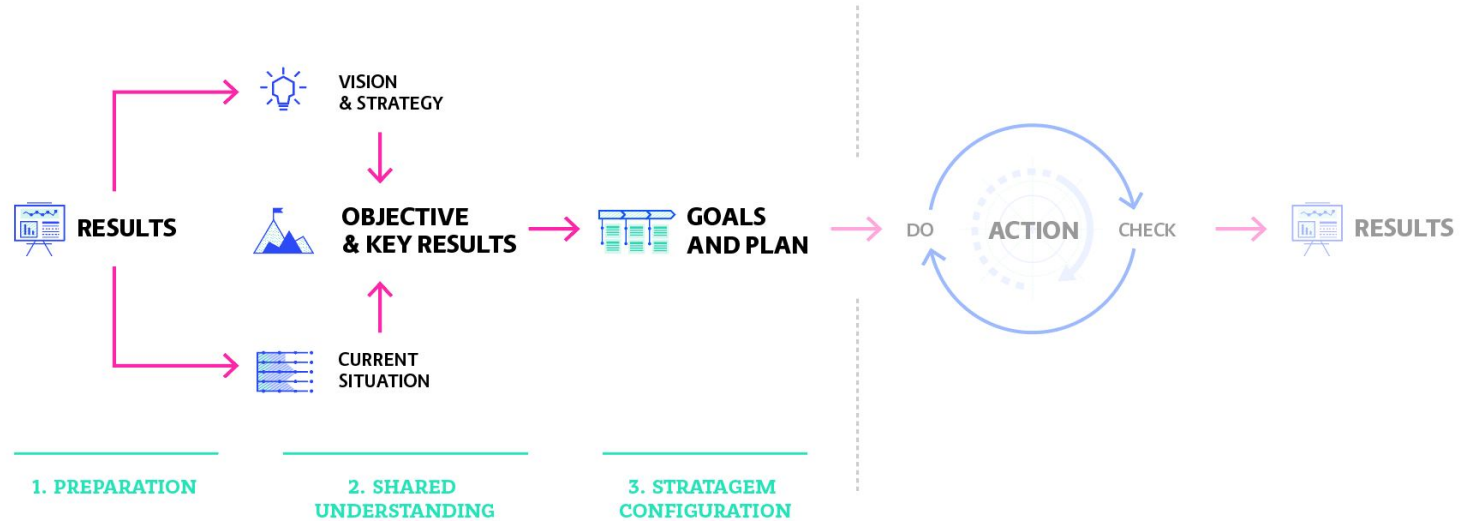 VISION
& STRATEGY
RESULTS
OBJECTIVE
& KEY RESULTS
GOALS
AND PLAN
DO
ACTION
CHECK
RESULTS
CURRENT
SITUATION
1. PREPARATION
2. SHARED
UNDERSTANDING
3. STRATAGEM
CONFIGURATION